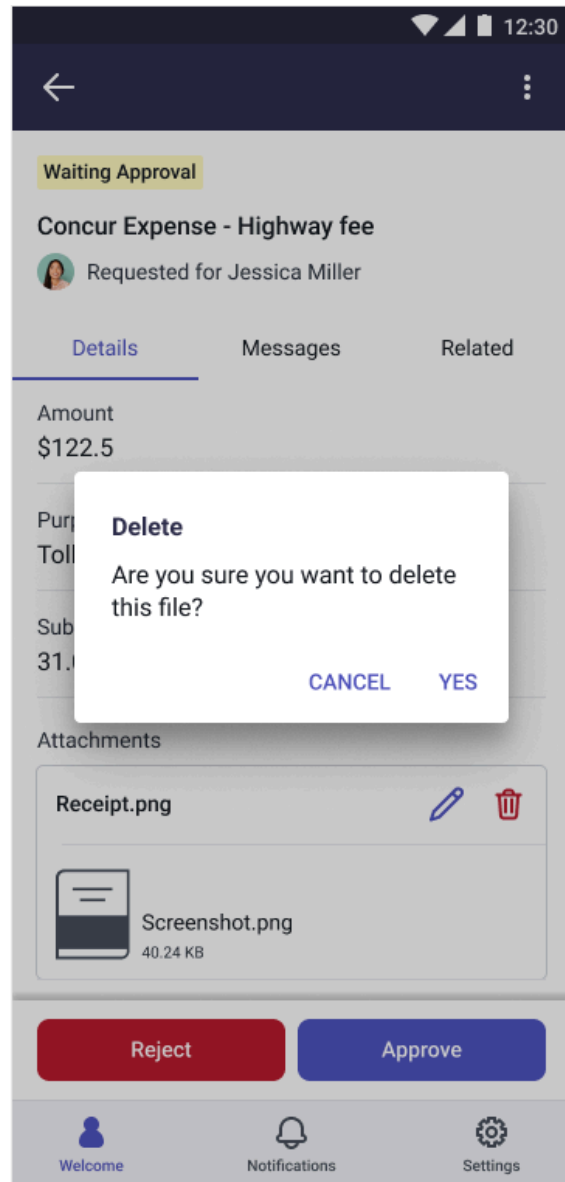 12:30
Waiting Approval
Concur Expense - Highway fee
Requested for Jessica Miller
Details Messages Related
Amount
$122.5
Delete
Are you sure you want to delete
this file?
CANCEL YES
Attachments
Receipt.png
Screenshot.png
40.24 KB
Reject Approve
Welcome Notifications Settings